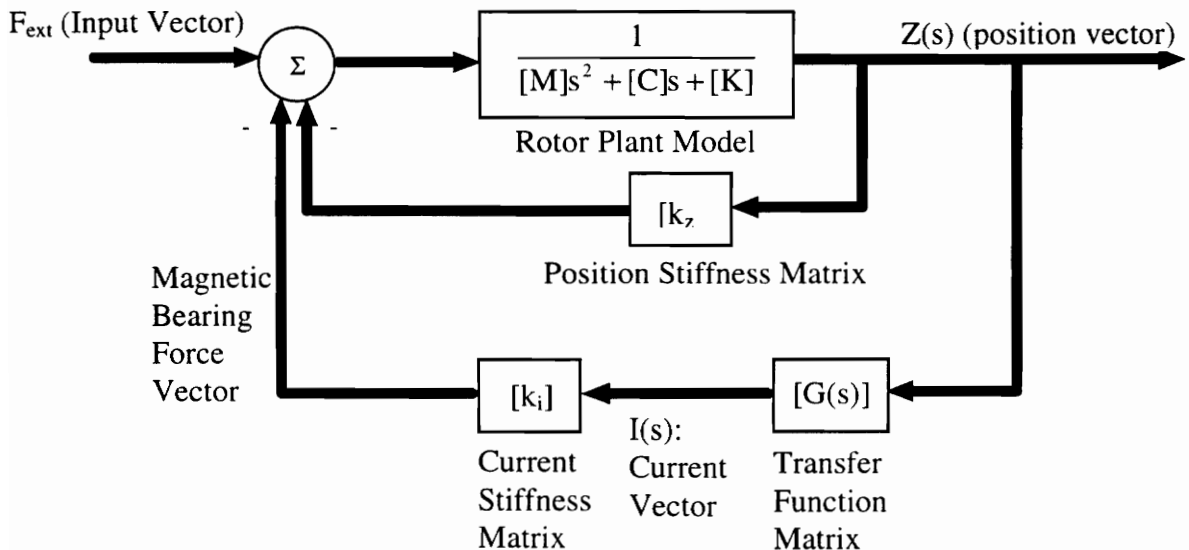 F_ext (Input Vector)
Z(s) (position vector)
Σ
1
[M]s² + [C]s + [K]
- -
Rotor Plant Model
[k_z
Position Stiffness Matrix
Magnetic
Bearing
Force
Vector
[k_i]
[G(s)]
I(s):
Current
Vector
Current
Stiffness
Matrix
Transfer
Function
Matrix